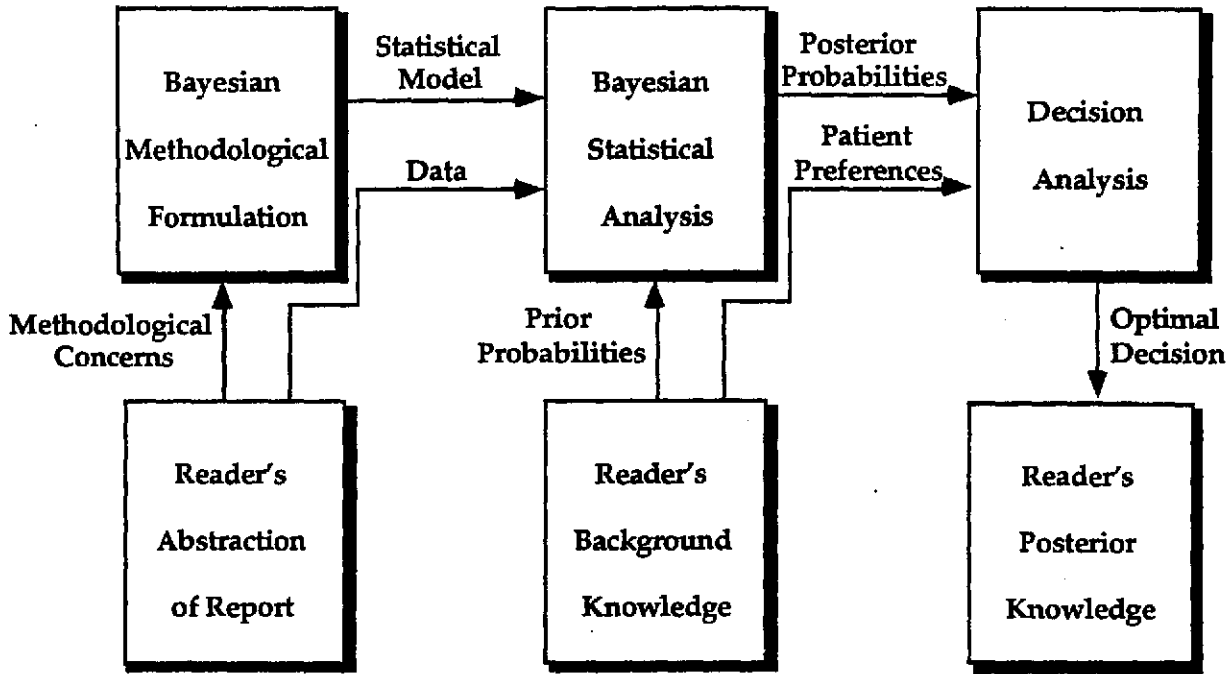 Bayesian
Methodological
Formulation
Statistical
Model
Data
Bayesian
Statistical
Analysis
Posterior
Probabilities
Patient
Preferences
Decision
Analysis
Methodological
Concerns
Prior
Probabilities
Optimal
Decision
Reader's
Abstraction
of Report
Reader's
Background
Knowledge
Reader's
Posterior
Knowledge